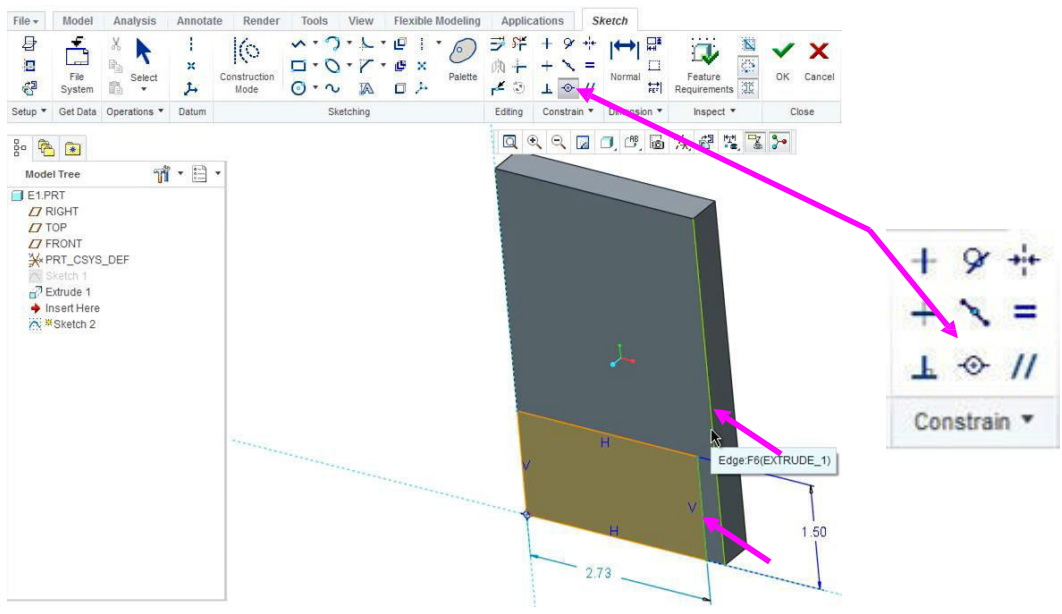 File Model Analysis Annotate Render Tools View Flexible Modeling Applications Sketch
File System
Select
Construction Mode
Palette
Normal
REF
Feature Requirements
OK Cancel
Setup Get Data Operations Datum Sketching Editing Constrain Dimension Inspect Close
Model Tree
E1.PRT
RIGHT
TOP
FRONT
PRT_CSYS_DEF
Sketch 1
Extrude 1
Insert Here
Sketch 2
H
V
V
H
Edge:F6(EXTRUDE_1)
1.50
2.73
Constrain